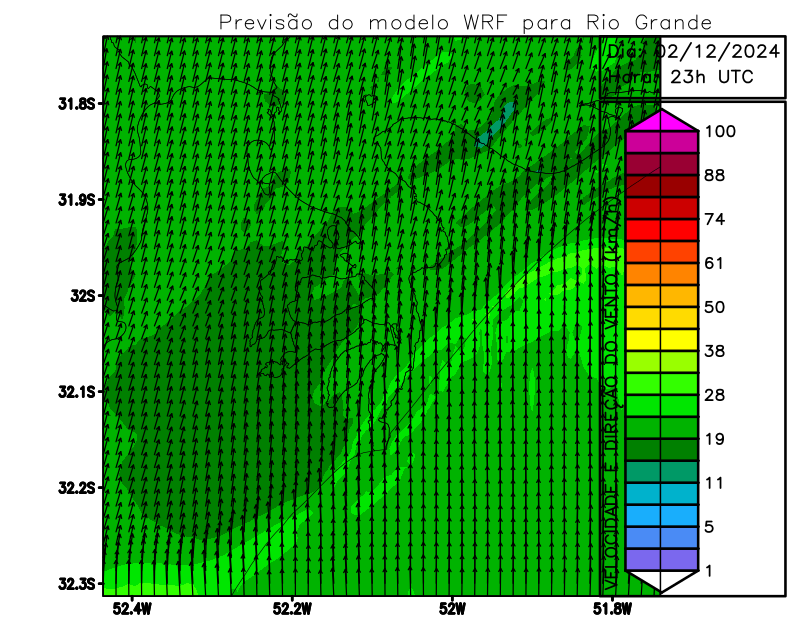 Previsão do modelo WRF para Rio Grande
Dia: 02/12/2024
Hora: 23h UTC
31.8S
31.9S
32S
32.1S
32.2S
32.3S
52.4W
52.2W
52W
51.8W
VELOCIDADE E DIREÇÃO DO VENTO (km/h)
100
88
74
61
50
38
28
19
11
5
1